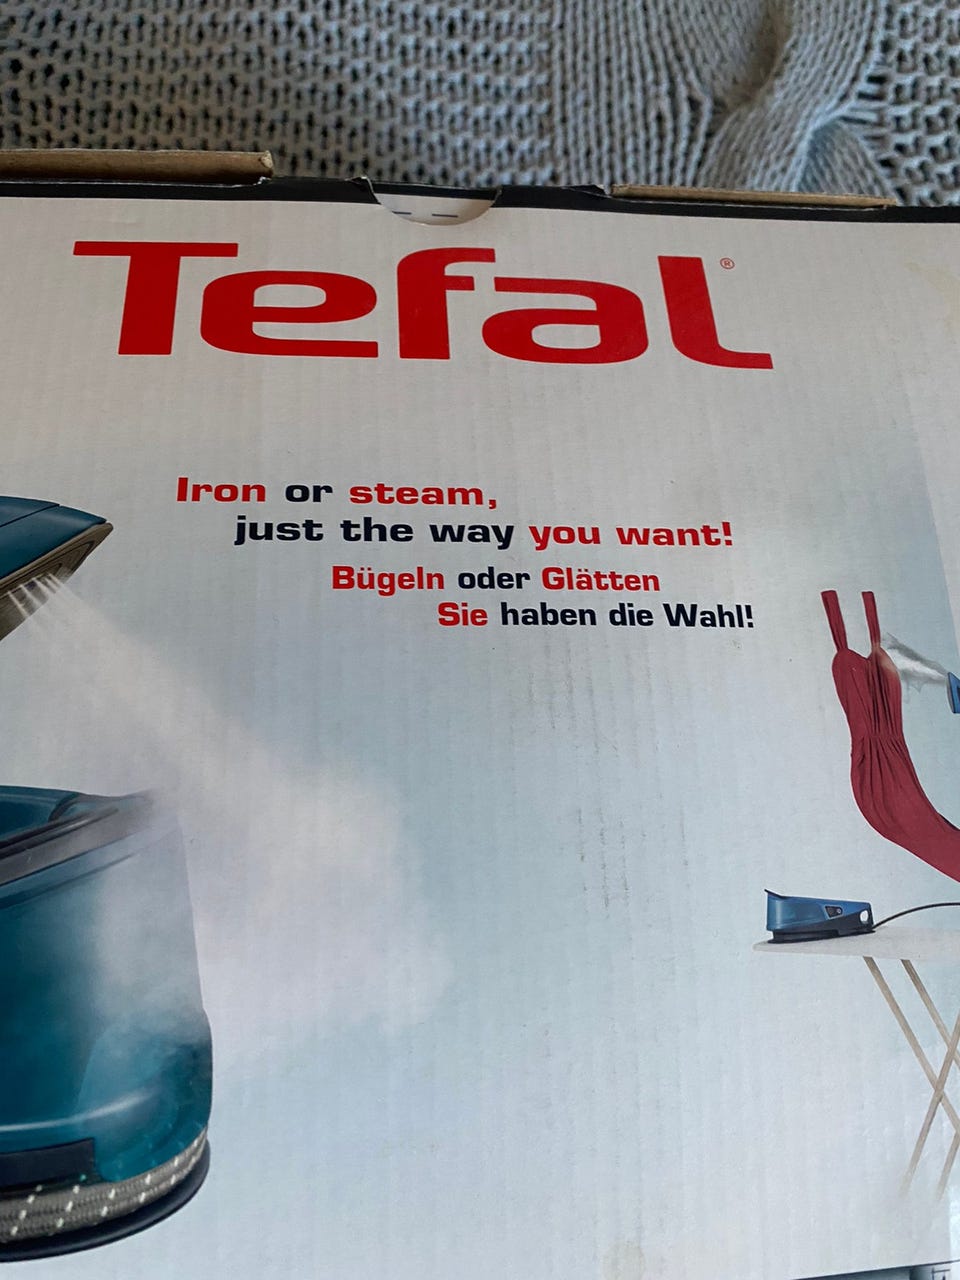 Tefal®
Iron or steam,
just the way you want!
Bügeln oder Glätten
Sie haben die Wahl!